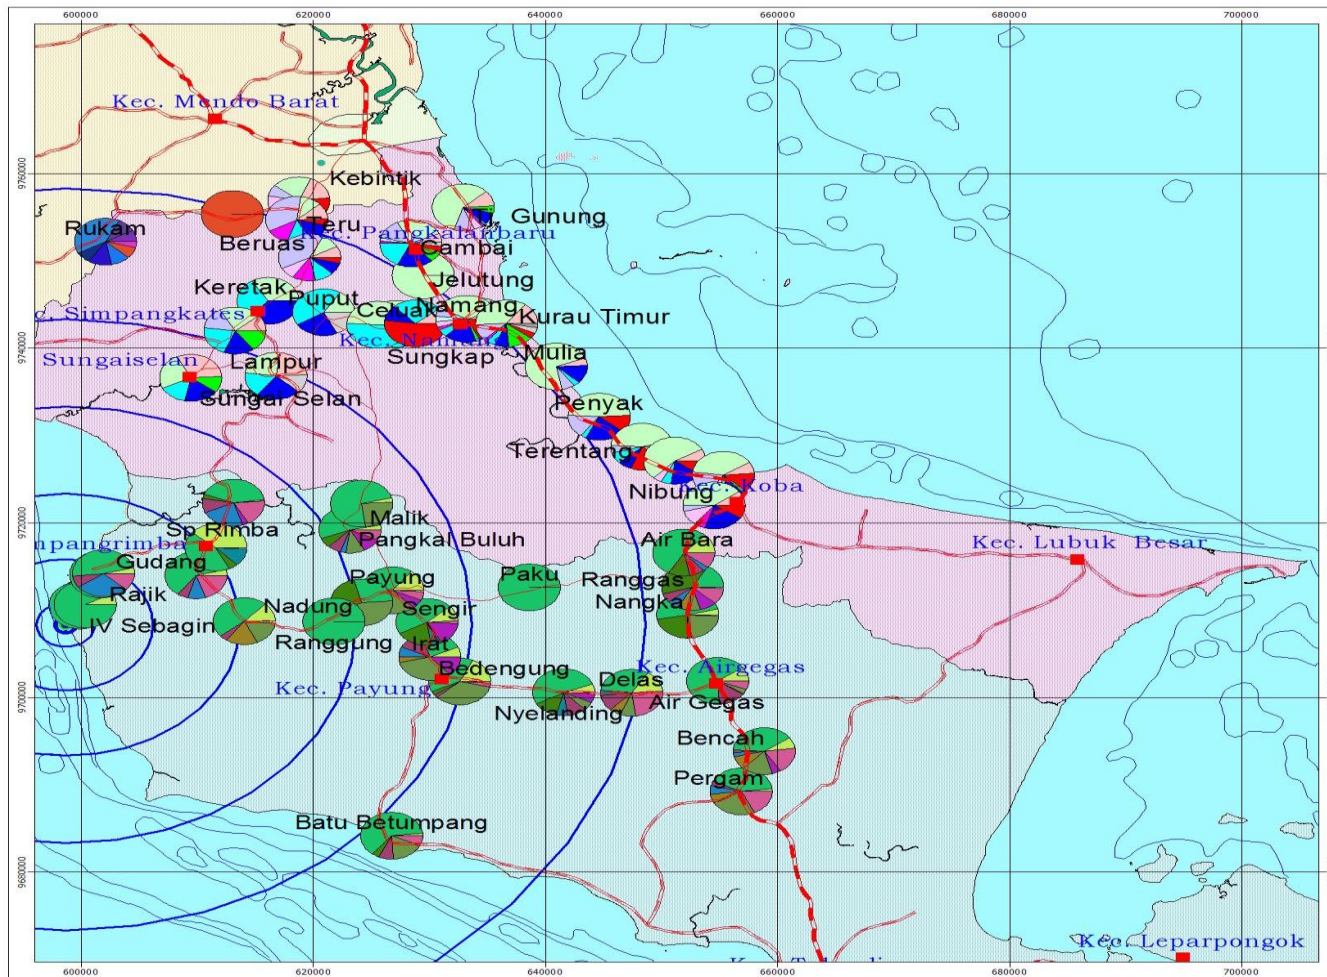 600000 620000 640000 660000 680000 700000
Kec. Mendo Barat
9760000
Kebintik
Teru
Tj. Gunung
Rukam
Beruas
Kec. Pangkalanbaru
Cambai
Jelutung
Keretak
Puput
c. Simpangkates
Celuak
Namang
Kurau Timur
Kec. Namang
Sungkap
9740000
Mulia
Sungaiselan
Lampur
Sungai Selan
Penyak
Terentang
Nibung
Kec. Koba
9720000
Malik
Sp Rimba
Pangkal Buluh
Air Bara
Kec. Lubuk Besar
mpangrimba
Gudang
Payung
Paku
Ranggas
Rajik
Nadung
Sengir
Nangka
IV Sebagin
Ranggung
Irat
Bedengung
Kec. Airgegas
Kec. Payung
Delas
9700000
Nyelanding
Air Gegas
Bencah
Pergam
Batu Betumpang
9680000
Kec. Leparpongok
600000 620000 640000 660000 680000 700000